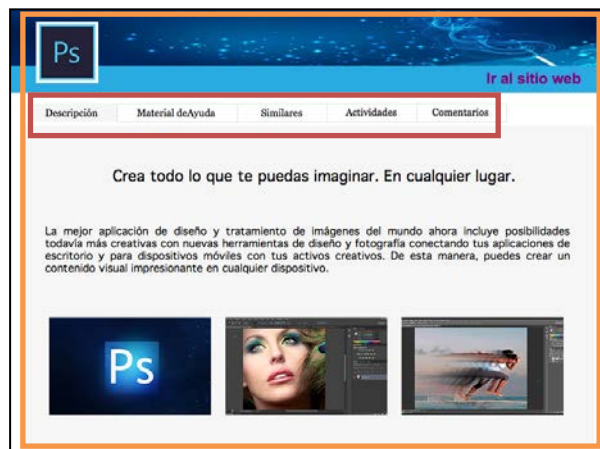 Ps
Ir al sitio web
Descripción Material deAyuda Similares Actividades Comentarios
Crea todo lo que te puedas imaginar. En cualquier lugar.
La mejor aplicación de diseño y tratamiento de imágenes del mundo ahora incluye posibilidades
todavía más creativas con nuevas herramientas de diseño y fotografía conectando tus aplicaciones de
escritorio y para dispositivos móviles con tus activos creativos. De esta manera, puedes crear un
contenido visual impresionante en cualquier dispositivo.
Ps